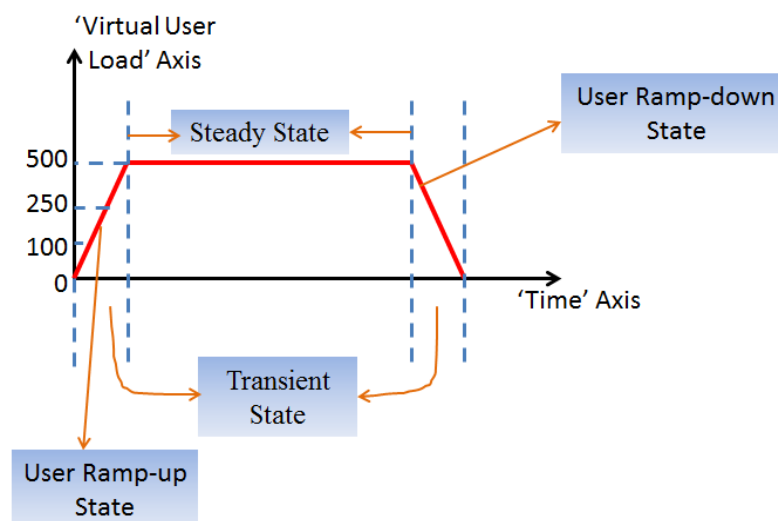 ‘Virtual User
Load’ Axis
Steady State
User Ramp-down
State
500
250
100
0
‘Time’ Axis
Transient
State
User Ramp-up
State